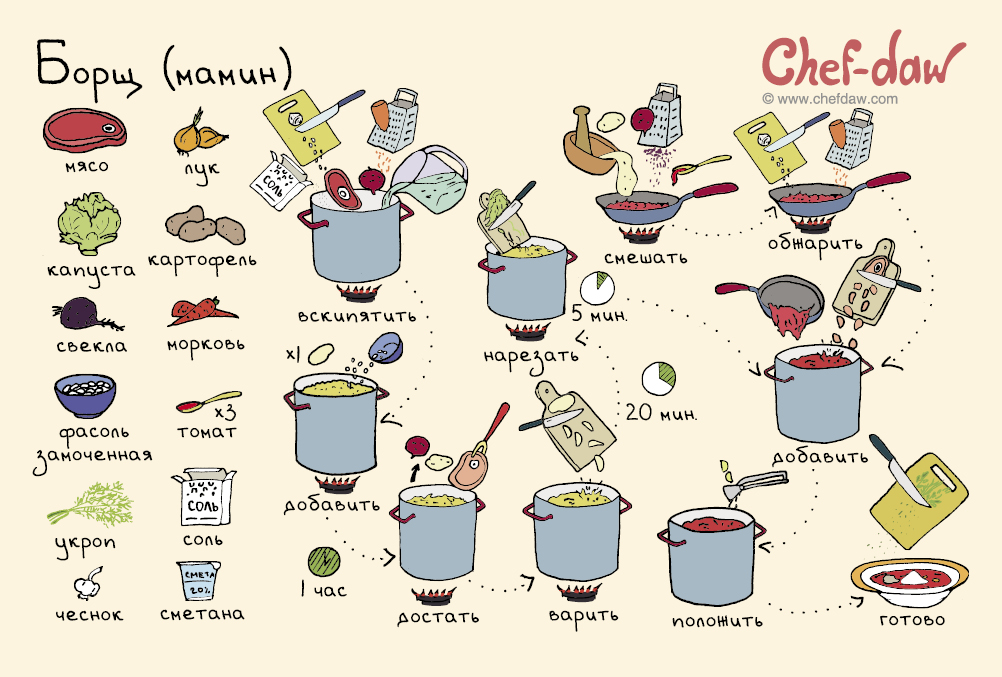 Борщ (мамин)
Chef-daw
© www.chefdaw.com
мясо
лук
капуста
картофель
свекла
морковь
фасоль
замоченная
x3
томат
укроп
СОЛЬ
соль
чеснок
СМЕТА
20%
сметана
СОЛЬ
вскипятить
x1
добавить
1 час
достать
варить
20 мин.
нарезать
5 мин.
смешать
обжарить
добавить
положить
готово